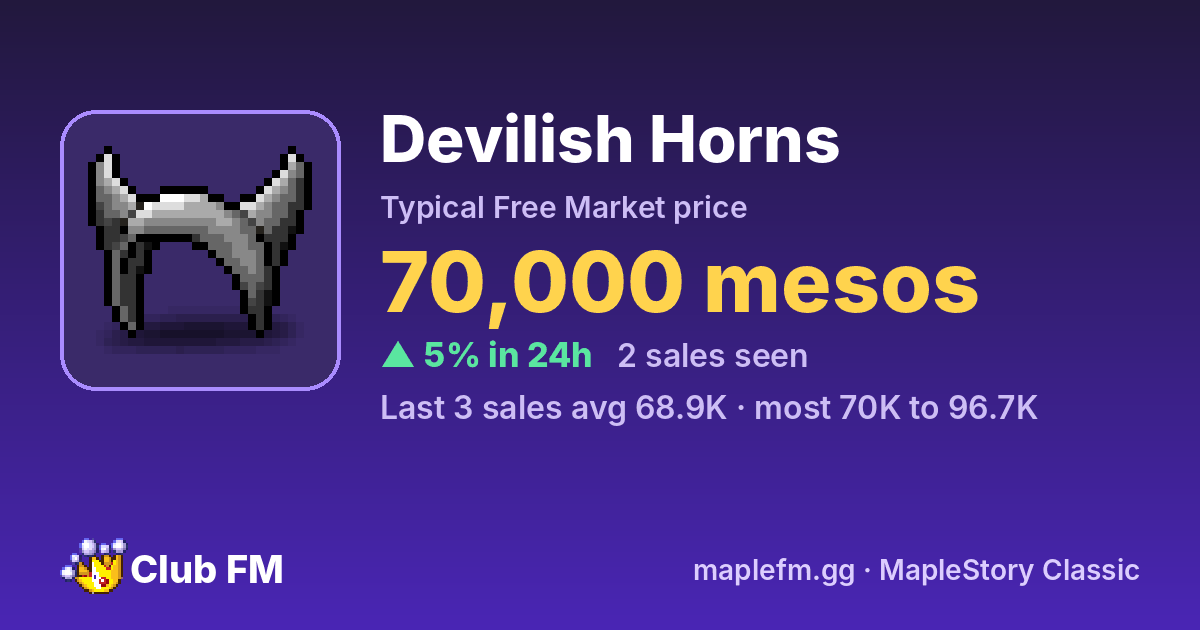 Devilish Horns
Typical Free Market price
70,000 mesos
▲ 5% in 24h 2 sales seen
Last 3 sales avg 68.9K · most 70K to 96.7K
Club FM
maplefm.gg · MapleStory Classic